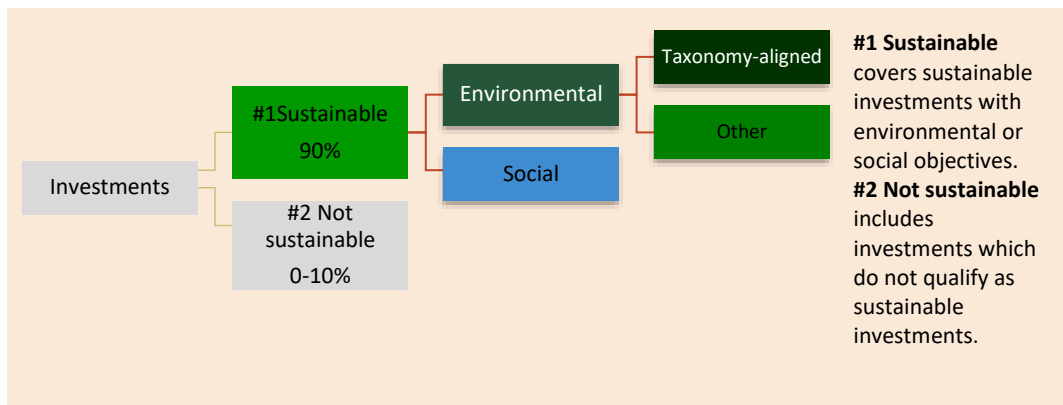 Investments
#1Sustainable
90%
#2 Not
sustainable
0-10%
Environmental
Social
Taxonomy-aligned
Other
#1 Sustainable
covers sustainable
investments with
environmental or
social objectives.
#2 Not sustainable
includes
investments which
do not qualify as
sustainable
investments.